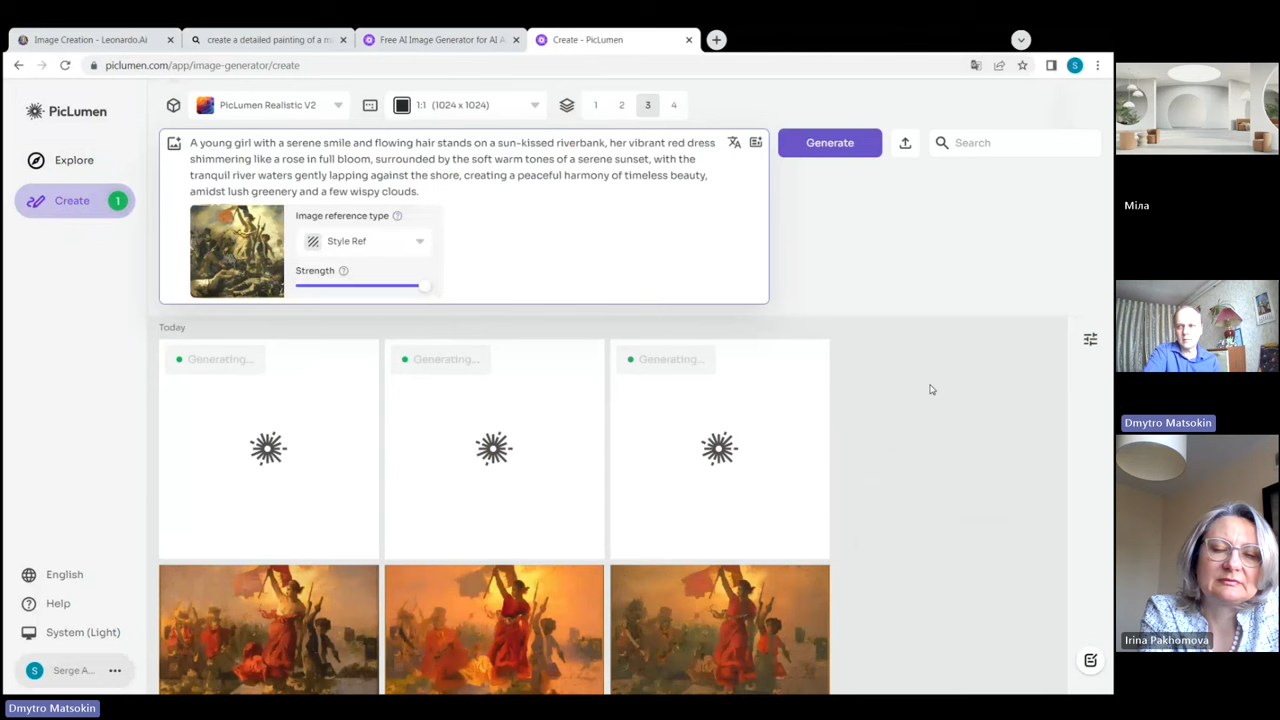 Image Creation - Leonardo.Ai
create a detailed painting of a m
Free AI Image Generator for AI A
Create - PicLumen
piclumen.com/app/image-generator/create
S
PicLumen
Explore
Create
1
PicLumen Realistic V2
1:1 (1024 x 1024)
1 2 3 4
A young girl with a serene smile and flowing hair stands on a sun-kissed riverbank, her vibrant red dress
shimmering like a rose in full bloom, surrounded by the soft warm tones of a serene sunset, with the
tranquil river waters gently lapping against the shore, creating a peaceful harmony of timeless beauty,
amidst lush greenery and a few wispy clouds.
Generate
Search
Image reference type
Style Ref
Strength
Today
Generating...
Generating...
Generating...
English
Help
System (Light)
S
Serge A...
Міла
Dmytro Matsokin
Irina Pakhomova
Dmytro Matsokin